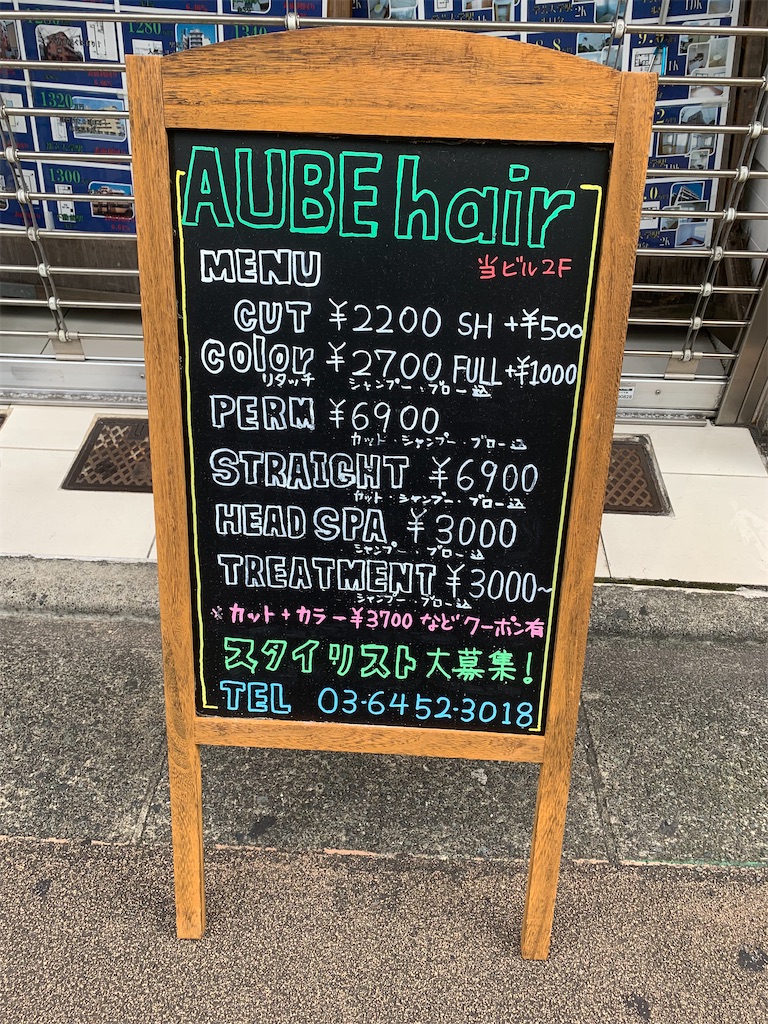 AUBE hair
MENU 当ビル2F
CUT ¥2200 SH +¥500
Color ¥2700 FULL +¥1000
リタッチ シャンプー・ブロー込
PERM ¥6900
カット・シャンプー・ブロー込
STRAIGHT ¥6900
カット・シャンプー・ブロー込
HEAD SPA ¥3000
シャンプー・ブロー込
TREATMENT ¥3000~
シャンプー・ブロー込
※カット+カラー¥3700 などクーポン有
スタイリスト大募集!
TEL 03-6452-3018
1280
1320
1300